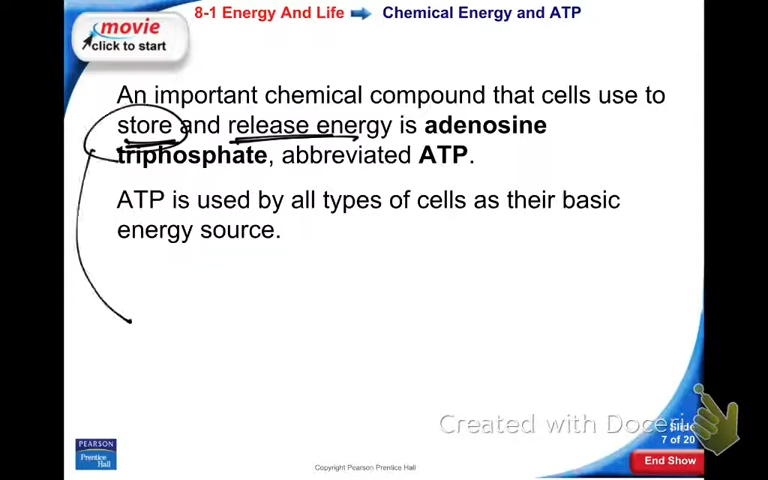 8-1 Energy And Life Chemical Energy and ATP
movie
click to start
An important chemical compound that cells use to
store and release energy is adenosine
triphosphate, abbreviated ATP.
ATP is used by all types of cells as their basic
energy source.
Created with Doceri
Slide
7 of 20
End Show
PEARSON
Prentice
Hall
Copyright Pearson Prentice Hall